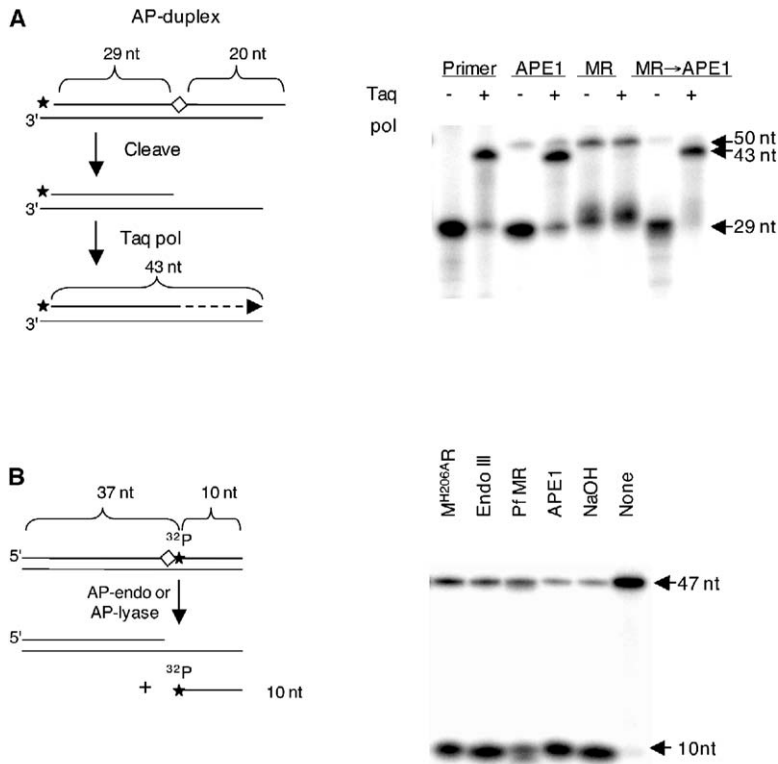 A
AP-duplex
29 nt
20 nt
3'
Cleave
Taq pol
43 nt
3'
Primer APE1 MR MR→APE1
Taq - + - + - + - +
pol
50 nt
43 nt
29 nt
B
37 nt
10 nt
32P
5'
AP-endo or
AP-lyase
5'
32P
+
10 nt
MH206AR
Endo III
Pf MR
APE1
NaOH
None
47 nt
10nt